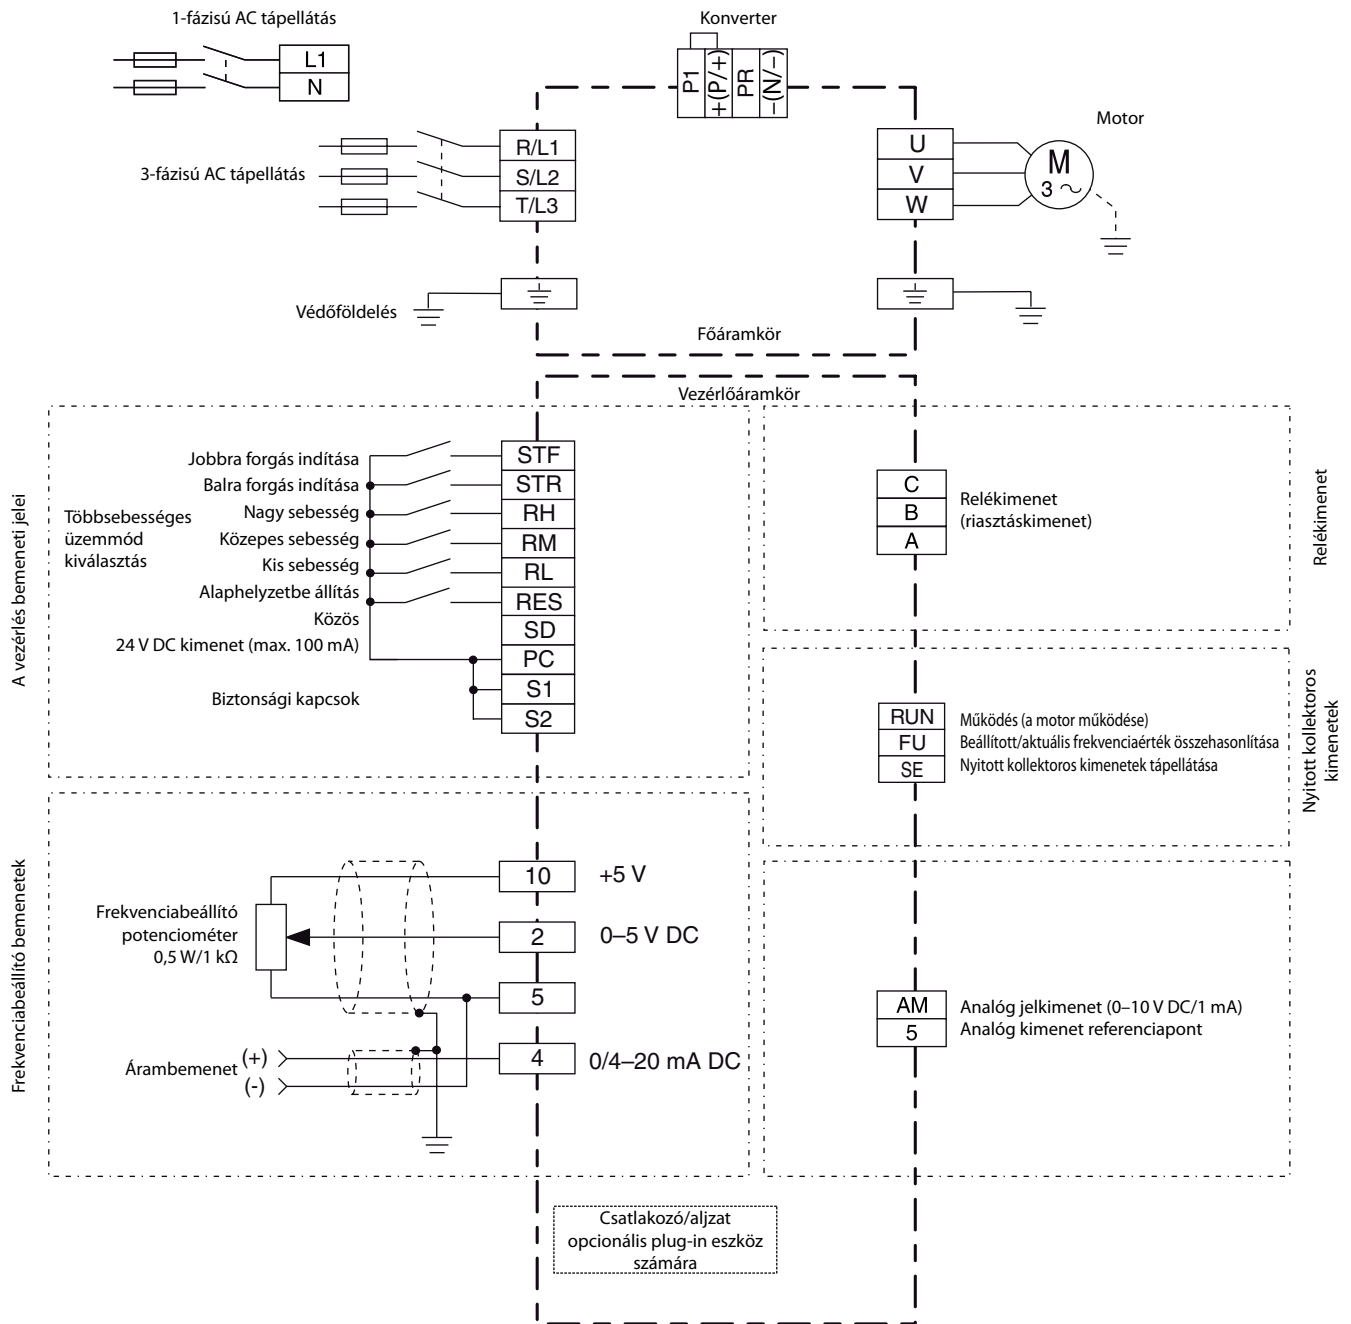 1-fázisú AC tápellátás
L1
N
Konverter
P1
+(P/+)
PR
−(N/−)
3-fázisú AC tápellátás
R/L1
S/L2
T/L3
U
V
W
Motor
M
3 ~
Védőföldelés
Főáramkör
Vezérlőáramkör
A vezérlés bemeneti jelei
Többsebességes
üzemmód
kiválasztás
Jobbra forgás indítása
STF
Balra forgás indítása
STR
Nagy sebesség
RH
Közepes sebesség
RM
Kis sebesség
RL
Alaphelyzetbe állítás
RES
Közös
SD
24 V DC kimenet (max. 100 mA)
PC
Biztonsági kapcsok
S1
S2
C
B
A
Relékimenet
(riasztáskimenet)
Relékimenet
RUN
Működés (a motor működése)
FU
Beállított/aktuális frekvenciaérték összehasonlítása
SE
Nyitott kollektoros kimenetek tápellátása
Nyitott kollektoros
kimenetek
Frekvenciabeállító bemenetek
Frekvenciabeállító
potenciométer
0,5 W/1 kΩ
10
+5 V
2
0–5 V DC
5
Árambemenet
(+)
(-)
4
0/4–20 mA DC
AM
Analóg jelkimenet (0–10 V DC/1 mA)
5
Analóg kimenet referenciapont
Csatlakozó/aljzat
opcionális plug-in eszköz
számára